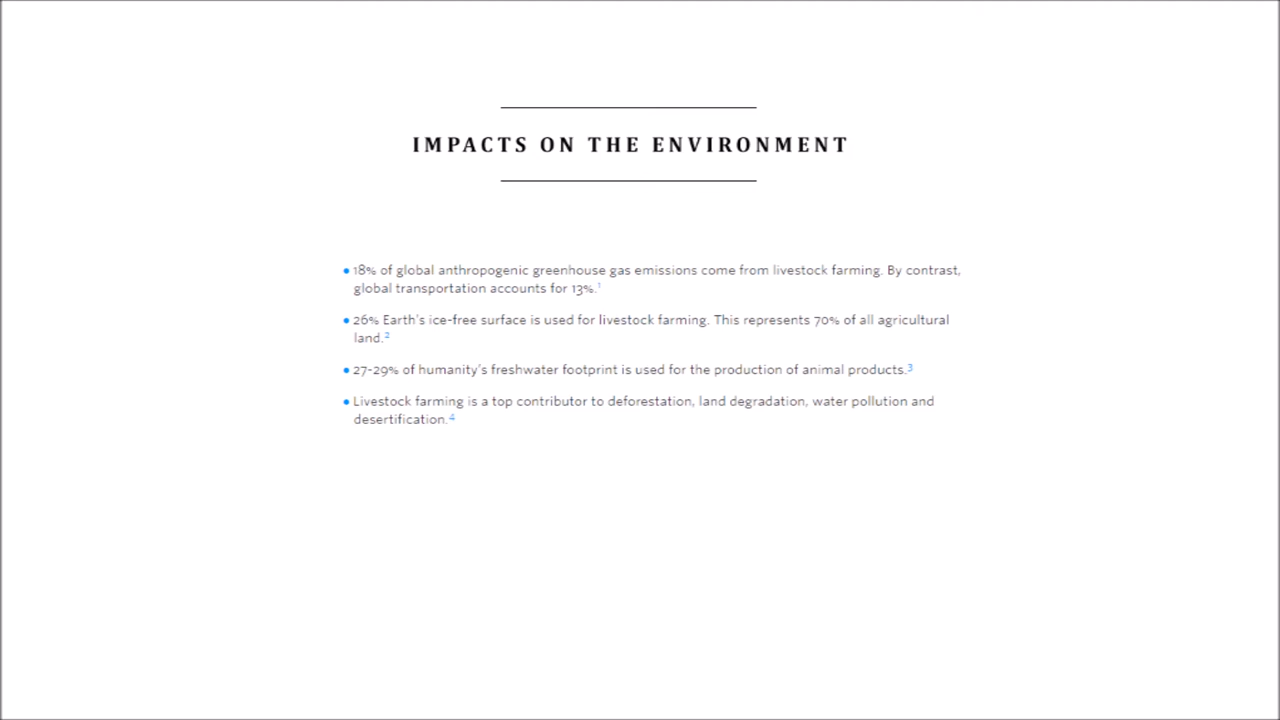 IMPACTS ON THE ENVIRONMENT
• 18% of global anthropogenic greenhouse gas emissions come from livestock farming. By contrast,
global transportation accounts for 13%.¹
• 26% Earth's ice-free surface is used for livestock farming. This represents 70% of all agricultural
land.²
• 27-29% of humanity's freshwater footprint is used for the production of animal products.³
• Livestock farming is a top contributor to deforestation, land degradation, water pollution and
desertification.⁴